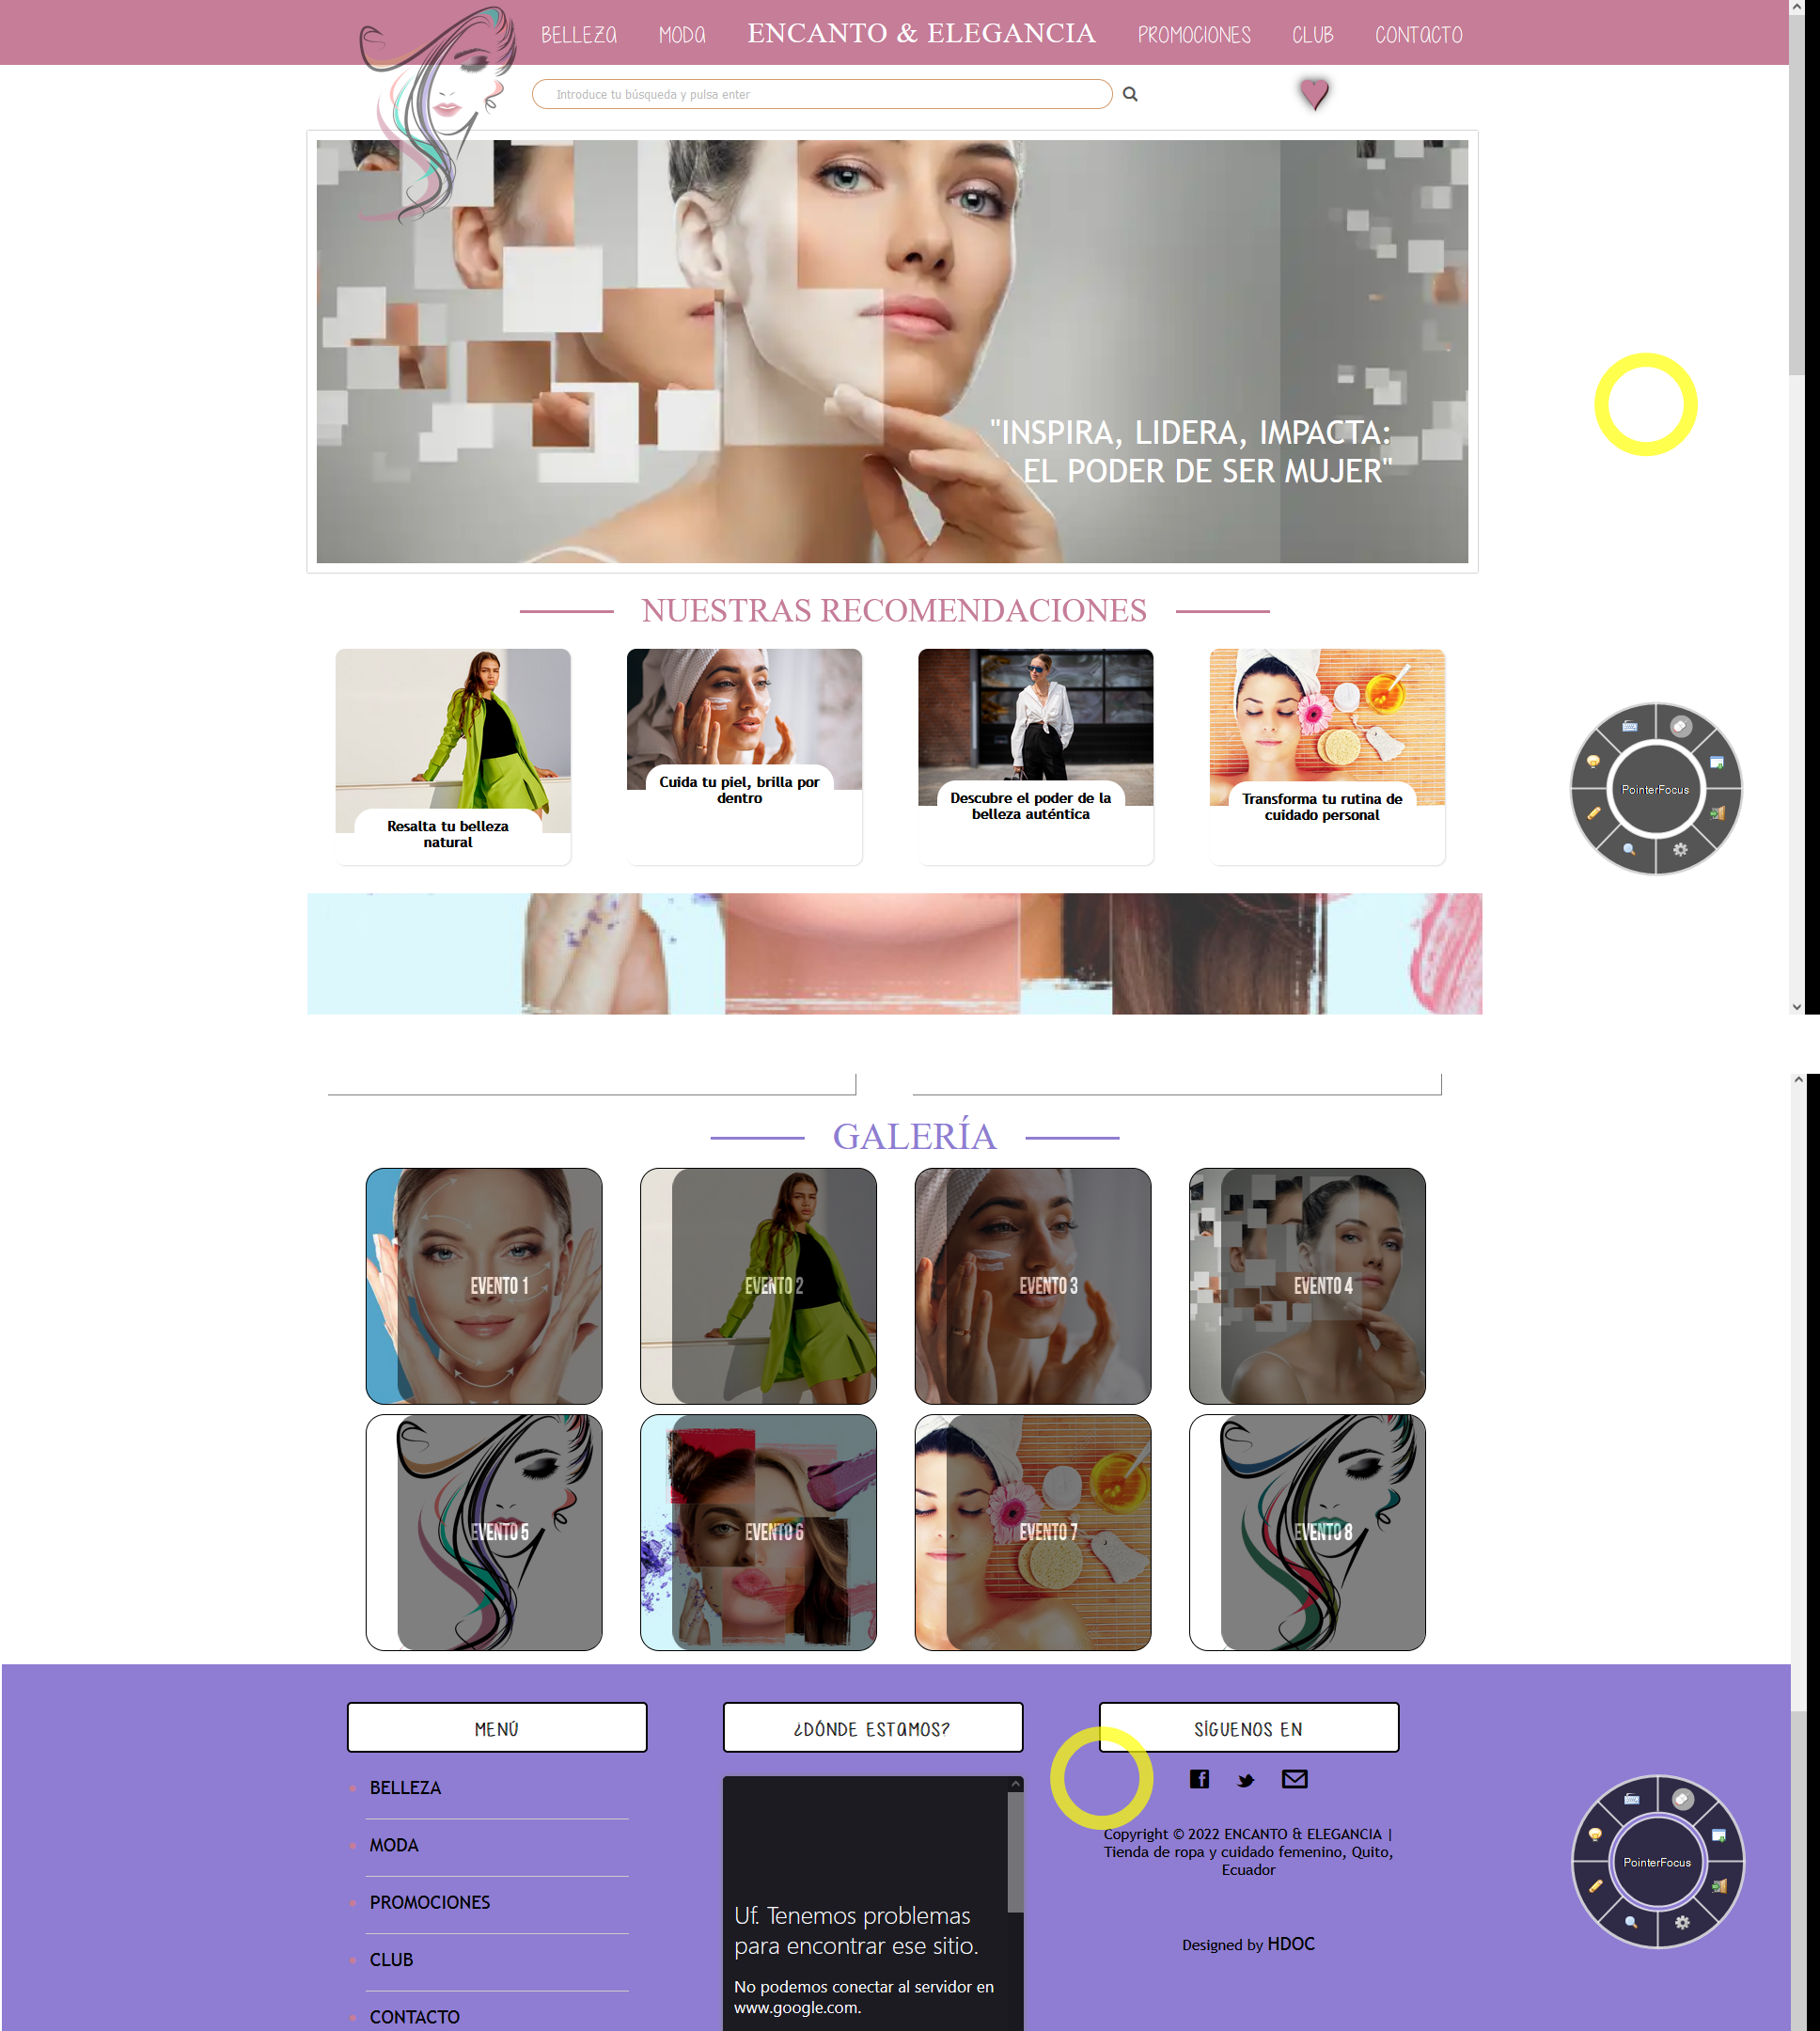 BELLEZA MODA ENCANTO & ELEGANCIA PROMOCIONES CLUB CONTACTO
Introduce tu búsqueda y pulsa enter
"INSPIRA, LIDERA, IMPACTA:
EL PODER DE SER MUJER"
NUESTRAS RECOMENDACIONES
Resalta tu belleza
natural
Cuida tu piel, brilla por
dentro
Descubre el poder de la
belleza auténtica
Transforma tu rutina de
cuidado personal
PointerFocus
GALERÍA
EVENTO 1
EVENTO 2
EVENTO 3
EVENTO 4
EVENTO 5
EVENTO 6
EVENTO 7
EVENTO 8
MENÚ
BELLEZA
MODA
PROMOCIONES
CLUB
CONTACTO
¿DÓNDE ESTAMOS?
Uf. Tenemos problemas
para encontrar ese sitio.
No podemos conectar al servidor en
www.google.com.
SÍGUENOS EN
Copyright © 2022 ENCANTO & ELEGANCIA |
Tienda de ropa y cuidado femenino, Quito,
Ecuador
Designed by HDOC
PointerFocus